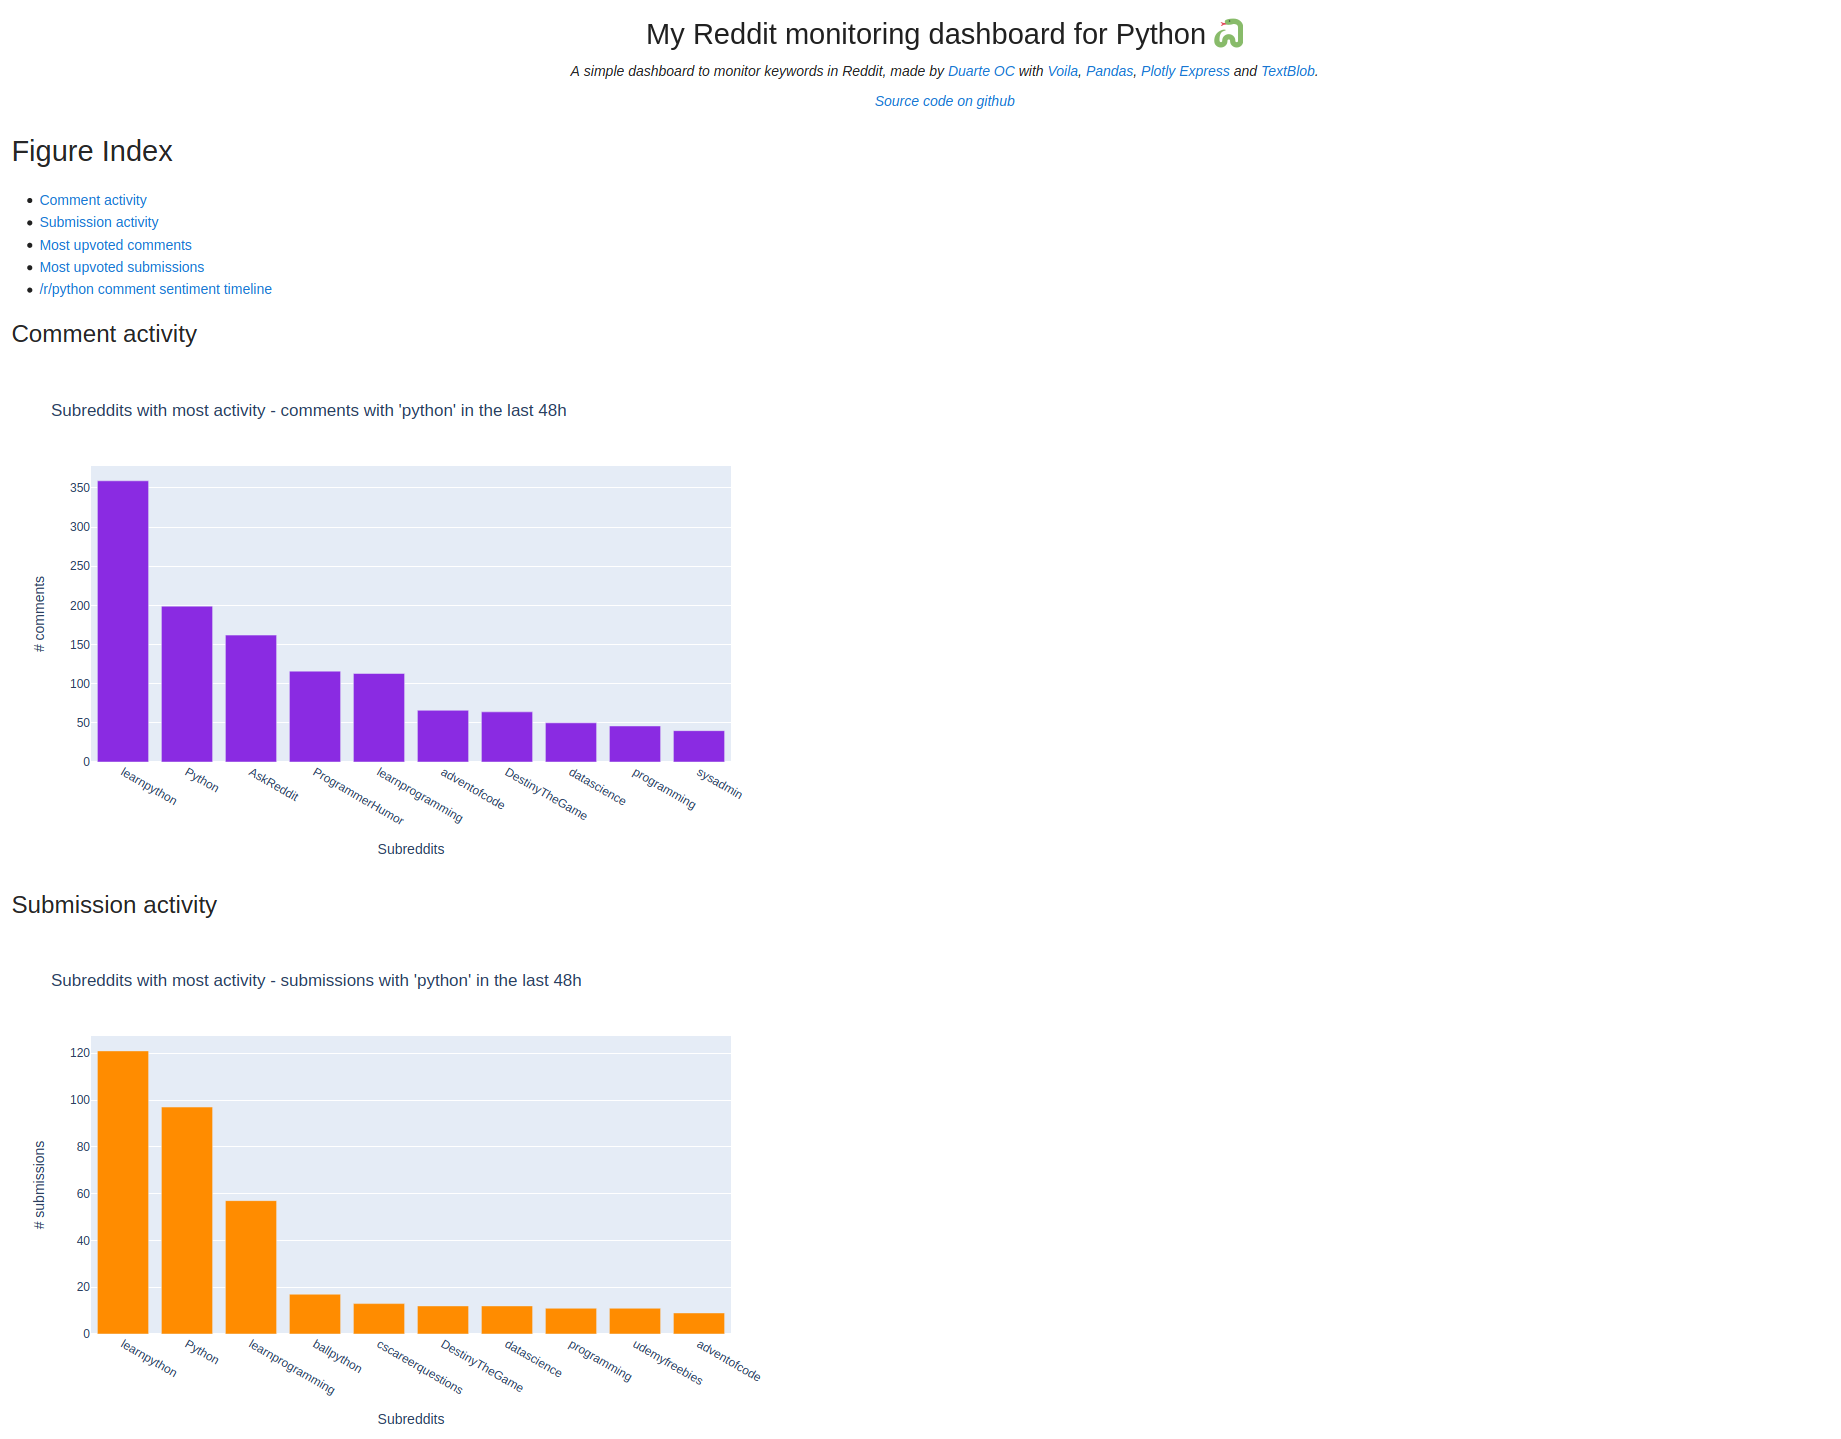 My Reddit monitoring dashboard for Python
A simple dashboard to monitor keywords in Reddit, made by Duarte OC with Voila, Pandas, Plotly Express and TextBlob.
Source code on github
Figure Index
Comment activity
Submission activity
Most upvoted comments
Most upvoted submissions
/r/python comment sentiment timeline
Comment activity
Subreddits with most activity - comments with 'python' in the last 48h
350
300
250
200
150
100
50
0
# comments
learnpython
Python
AskReddit
ProgrammerHumor
learnprogramming
adventofcode
DestinyTheGame
datascience
programming
sysadmin
Subreddits
Submission activity
Subreddits with most activity - submissions with 'python' in the last 48h
120
100
80
60
40
20
0
# submissions
learnpython
Python
learnprogramming
ballpython
cscareerquestions
DestinyTheGame
datascience
programming
udemyfreebies
adventofcode
Subreddits